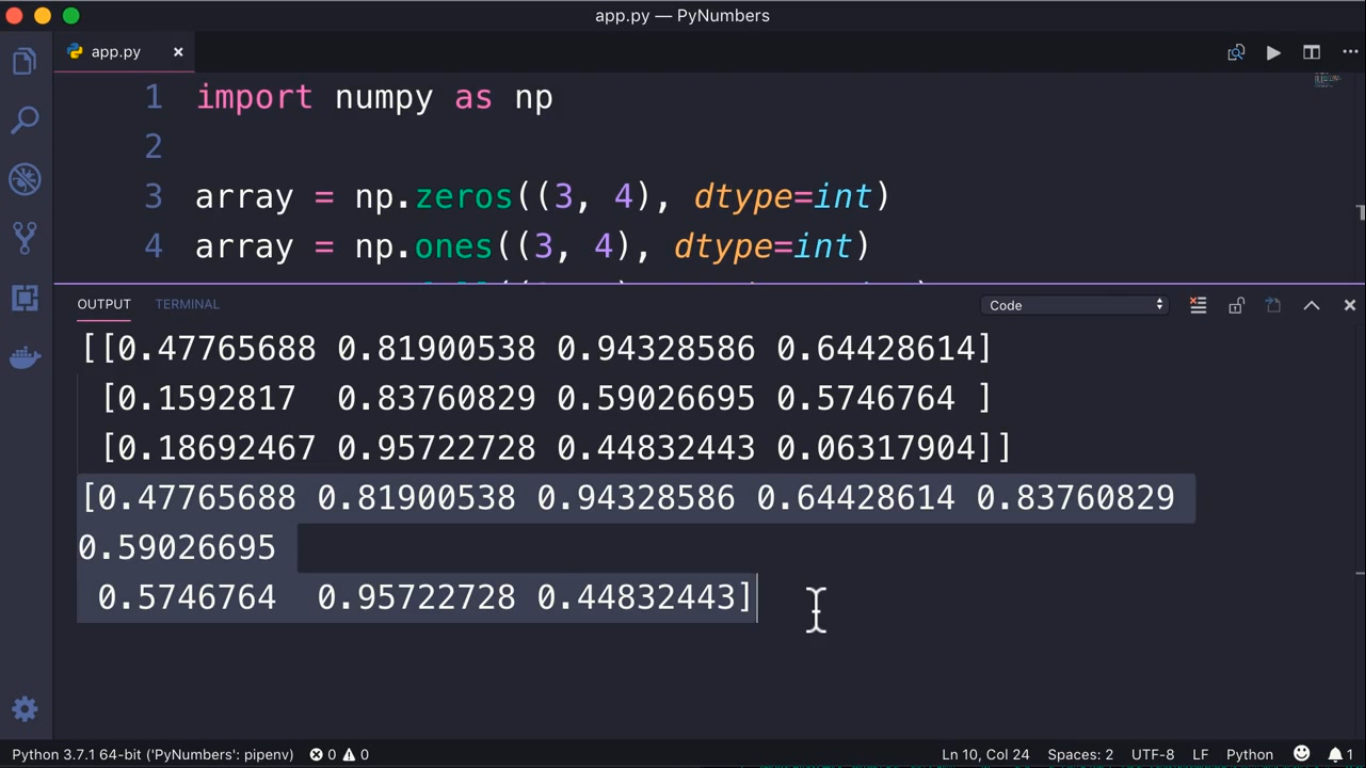 app.py — PyNumbers
app.py
1 import numpy as np
2
3 array = np.zeros((3, 4), dtype=int)
4 array = np.ones((3, 4), dtype=int)
OUTPUT TERMINAL Code
[[0.47765688 0.81900538 0.94328586 0.64428614]
[0.1592817 0.83760829 0.59026695 0.5746764 ]
[0.18692467 0.95722728 0.44832443 0.06317904]]
[0.47765688 0.81900538 0.94328586 0.64428614 0.83760829
0.59026695
0.5746764 0.95722728 0.44832443]
Python 3.7.1 64-bit ('PyNumbers': pipenv) 0 0 Ln 10, Col 24 Spaces: 2 UTF-8 LF Python 1